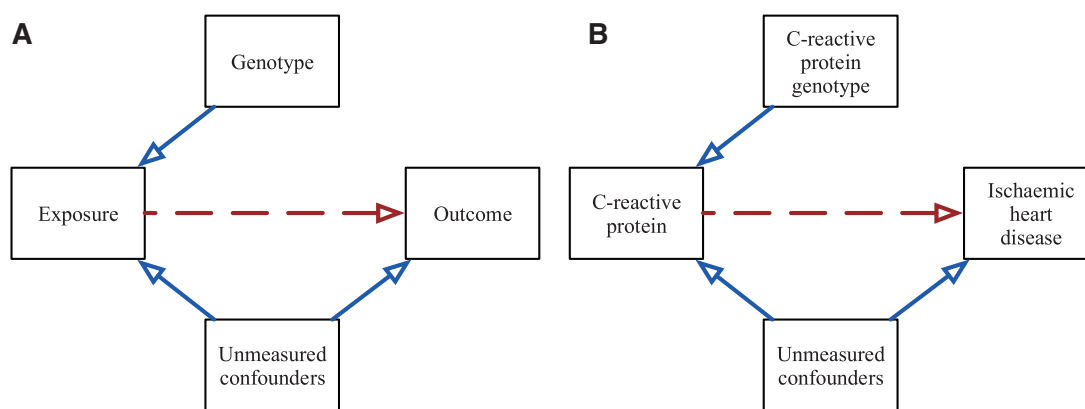 A
Genotype
Exposure
Outcome
Unmeasured
confounders
B
C-reactive
protein
genotype
C-reactive
protein
Ischaemic
heart
disease
Unmeasured
confounders